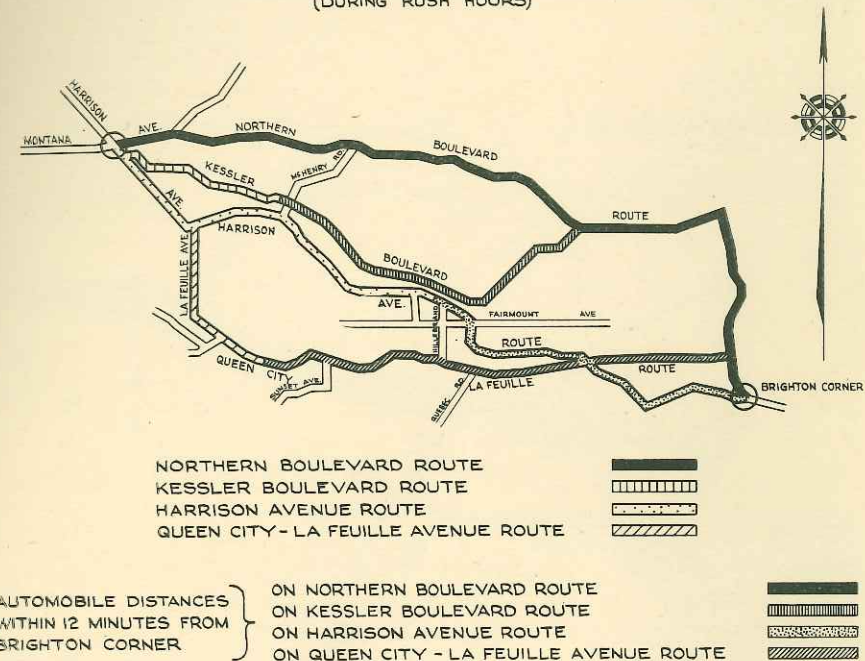 (DURING RUSH HOURS)
HARRISON
MONTANA
AVE.
NORTHERN
BOULEVARD
ROUTE
KESSLER
McHENRY RD.
AVE
HARRISON
BOULEVARD
LA FEUILLE AVE.
AVE.
HILLEBRAND
FAIRMOUNT AVE
ROUTE
QUEEN CITY
SUNSET AVE.
QUEBEC RD.
LA FEUILLE
ROUTE
BRIGHTON CORNER
NORTHERN BOULEVARD ROUTE
KESSLER BOULEVARD ROUTE
HARRISON AVENUE ROUTE
QUEEN CITY - LA FEUILLE AVENUE ROUTE
AUTOMOBILE DISTANCES
WITHIN 12 MINUTES FROM
BRIGHTON CORNER
ON NORTHERN BOULEVARD ROUTE
ON KESSLER BOULEVARD ROUTE
ON HARRISON AVENUE ROUTE
ON QUEEN CITY - LA FEUILLE AVENUE ROUTE